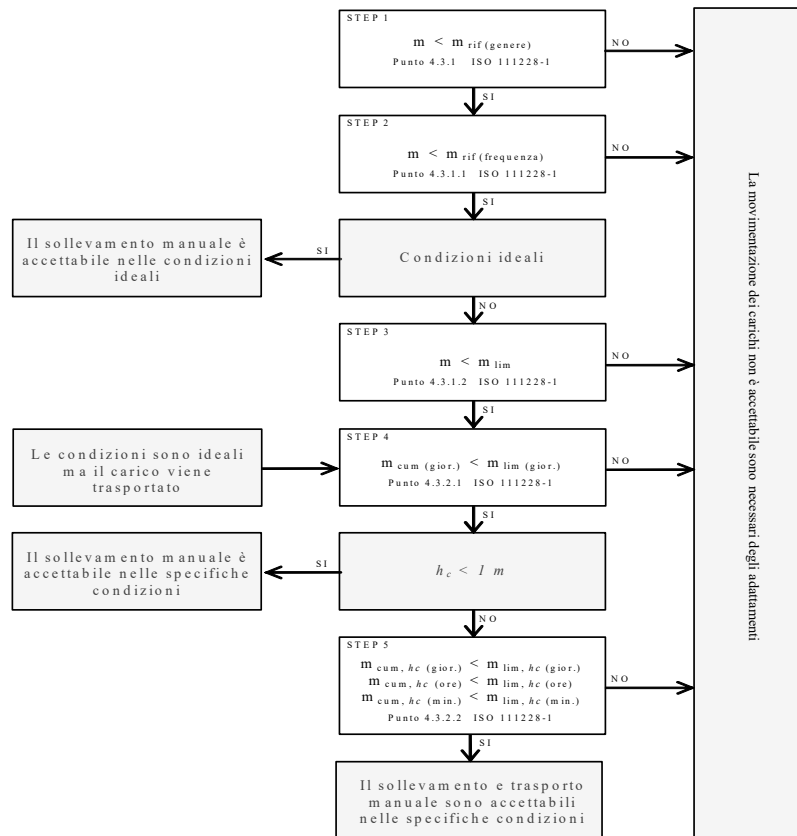 STEP 1
m < m rif (genere)
Punto 4.3.1 ISO 111228-1
NO
SI
STEP 2
m < m rif(frequenza)
Punto 4.3.1.1 ISO 111228-1
NO
SI
Il sollevamento manuale è
accettabile nelle condizioni
ideali
SI
Condizioni ideali
NO
STEP 3
m < m lim
Punto 4.3.1.2 ISO 111228-1
NO
SI
Le condizioni sono ideali
ma il carico viene
trasportato
STEP 4
m cum (gior.) < m lim (gior.)
Punto 4.3.2.1 ISO 111228-1
NO
SI
Il sollevamento manuale è
accettabile nelle specifiche
condizioni
SI
hc < 1 m
NO
STEP 5
m cum, hc (gior.) < m lim, hc (gior.)
m cum, hc (ore) < m lim, hc (ore)
m cum, hc (min.) < m lim, hc (min.)
Punto 4.3.2.2 ISO 111228-1
NO
SI
Il sollevamento e trasporto
manuale sono accettabili
nelle specifiche condizioni
La movimentazione dei carichi non è accettabile sono necessari degli adattamenti